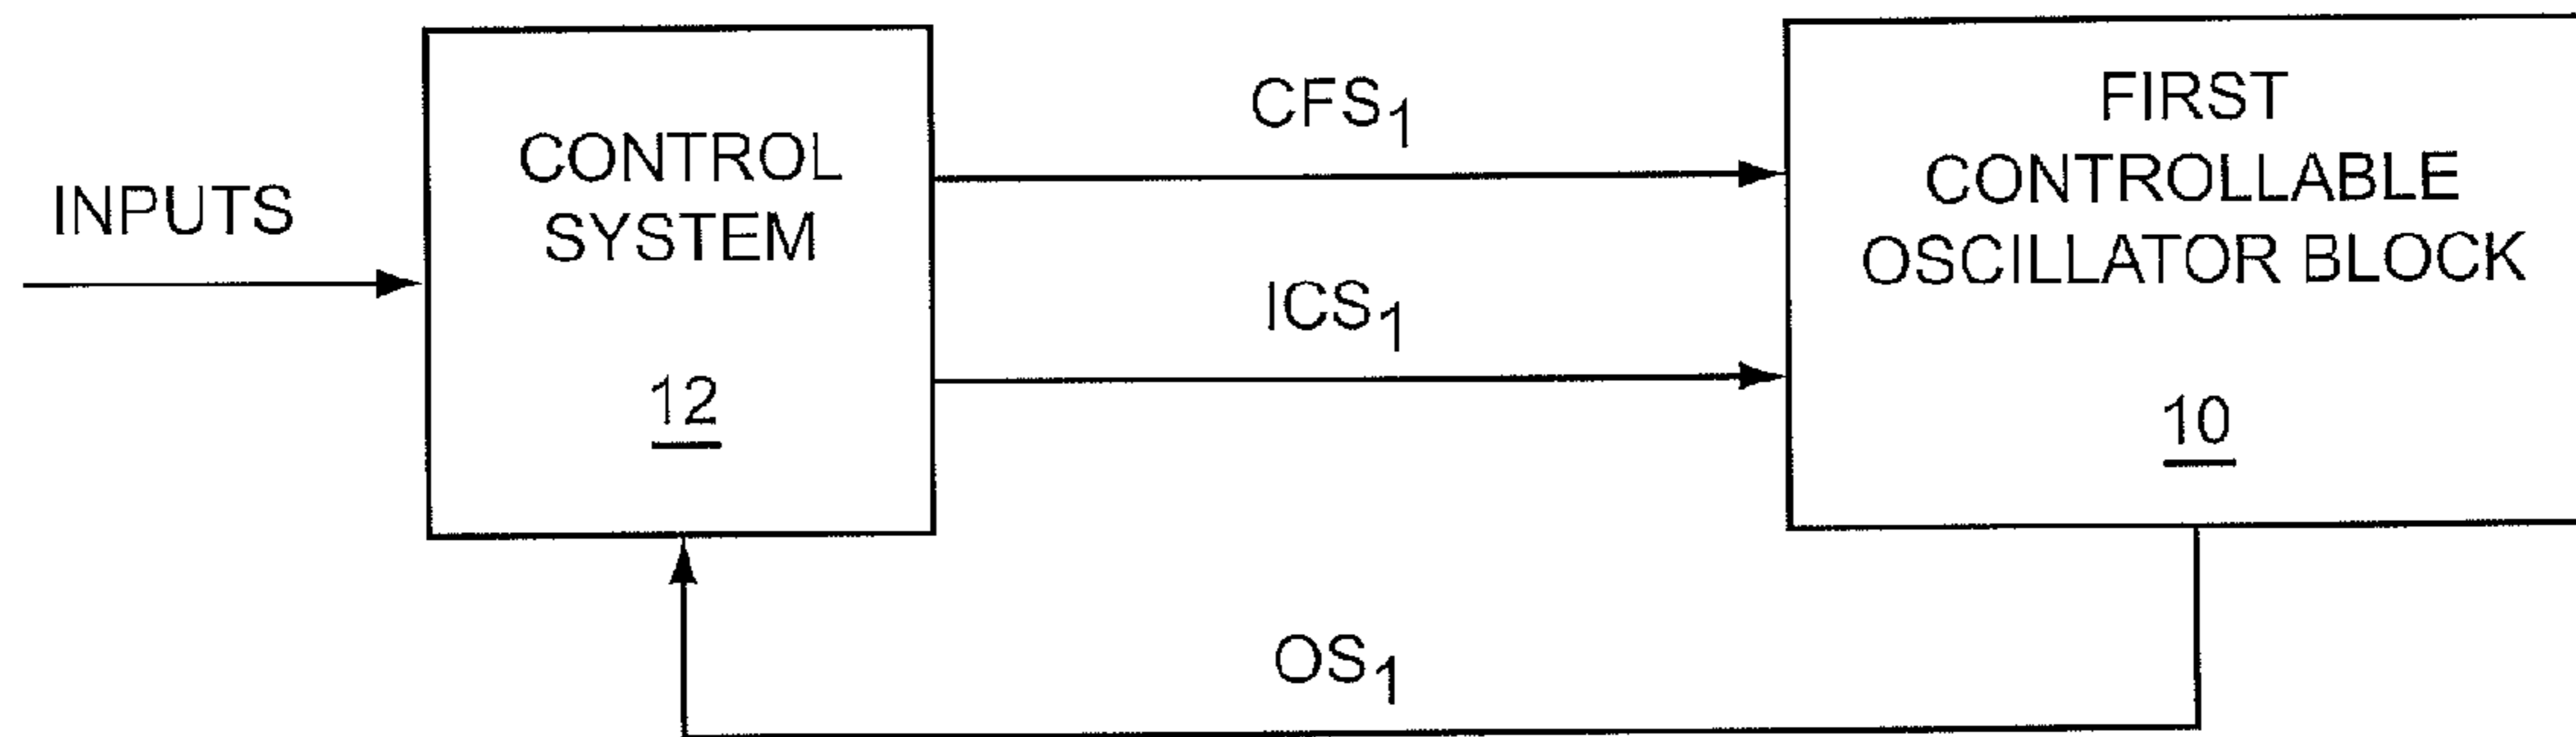 INPUTS
CONTROL
SYSTEM
12
CFS₁
ICS₁
OS₁
FIRST
CONTROLLABLE
OSCILLATOR BLOCK
10